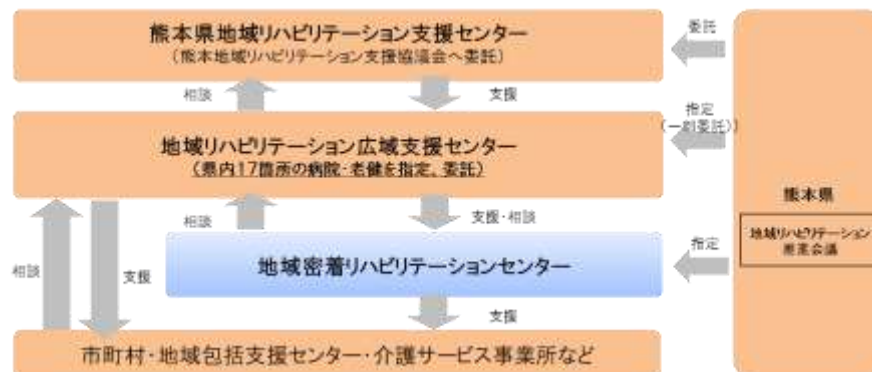 熊本県地域リハビリテーション支援センター
(熊本地域リハビリテーション支援協議会へ委託)
委託
相談
支援
指定
(一部委託)
地域リハビリテーション広域支援センター
(県内17箇所の病院・老健を指定、委託)
熊本県
地域リハビリテーション
推進会議
相談
支援・相談
指定
地域密着リハビリテーションセンター
相談
支援
支援
市町村・地域包括支援センター・介護サービス事業所など